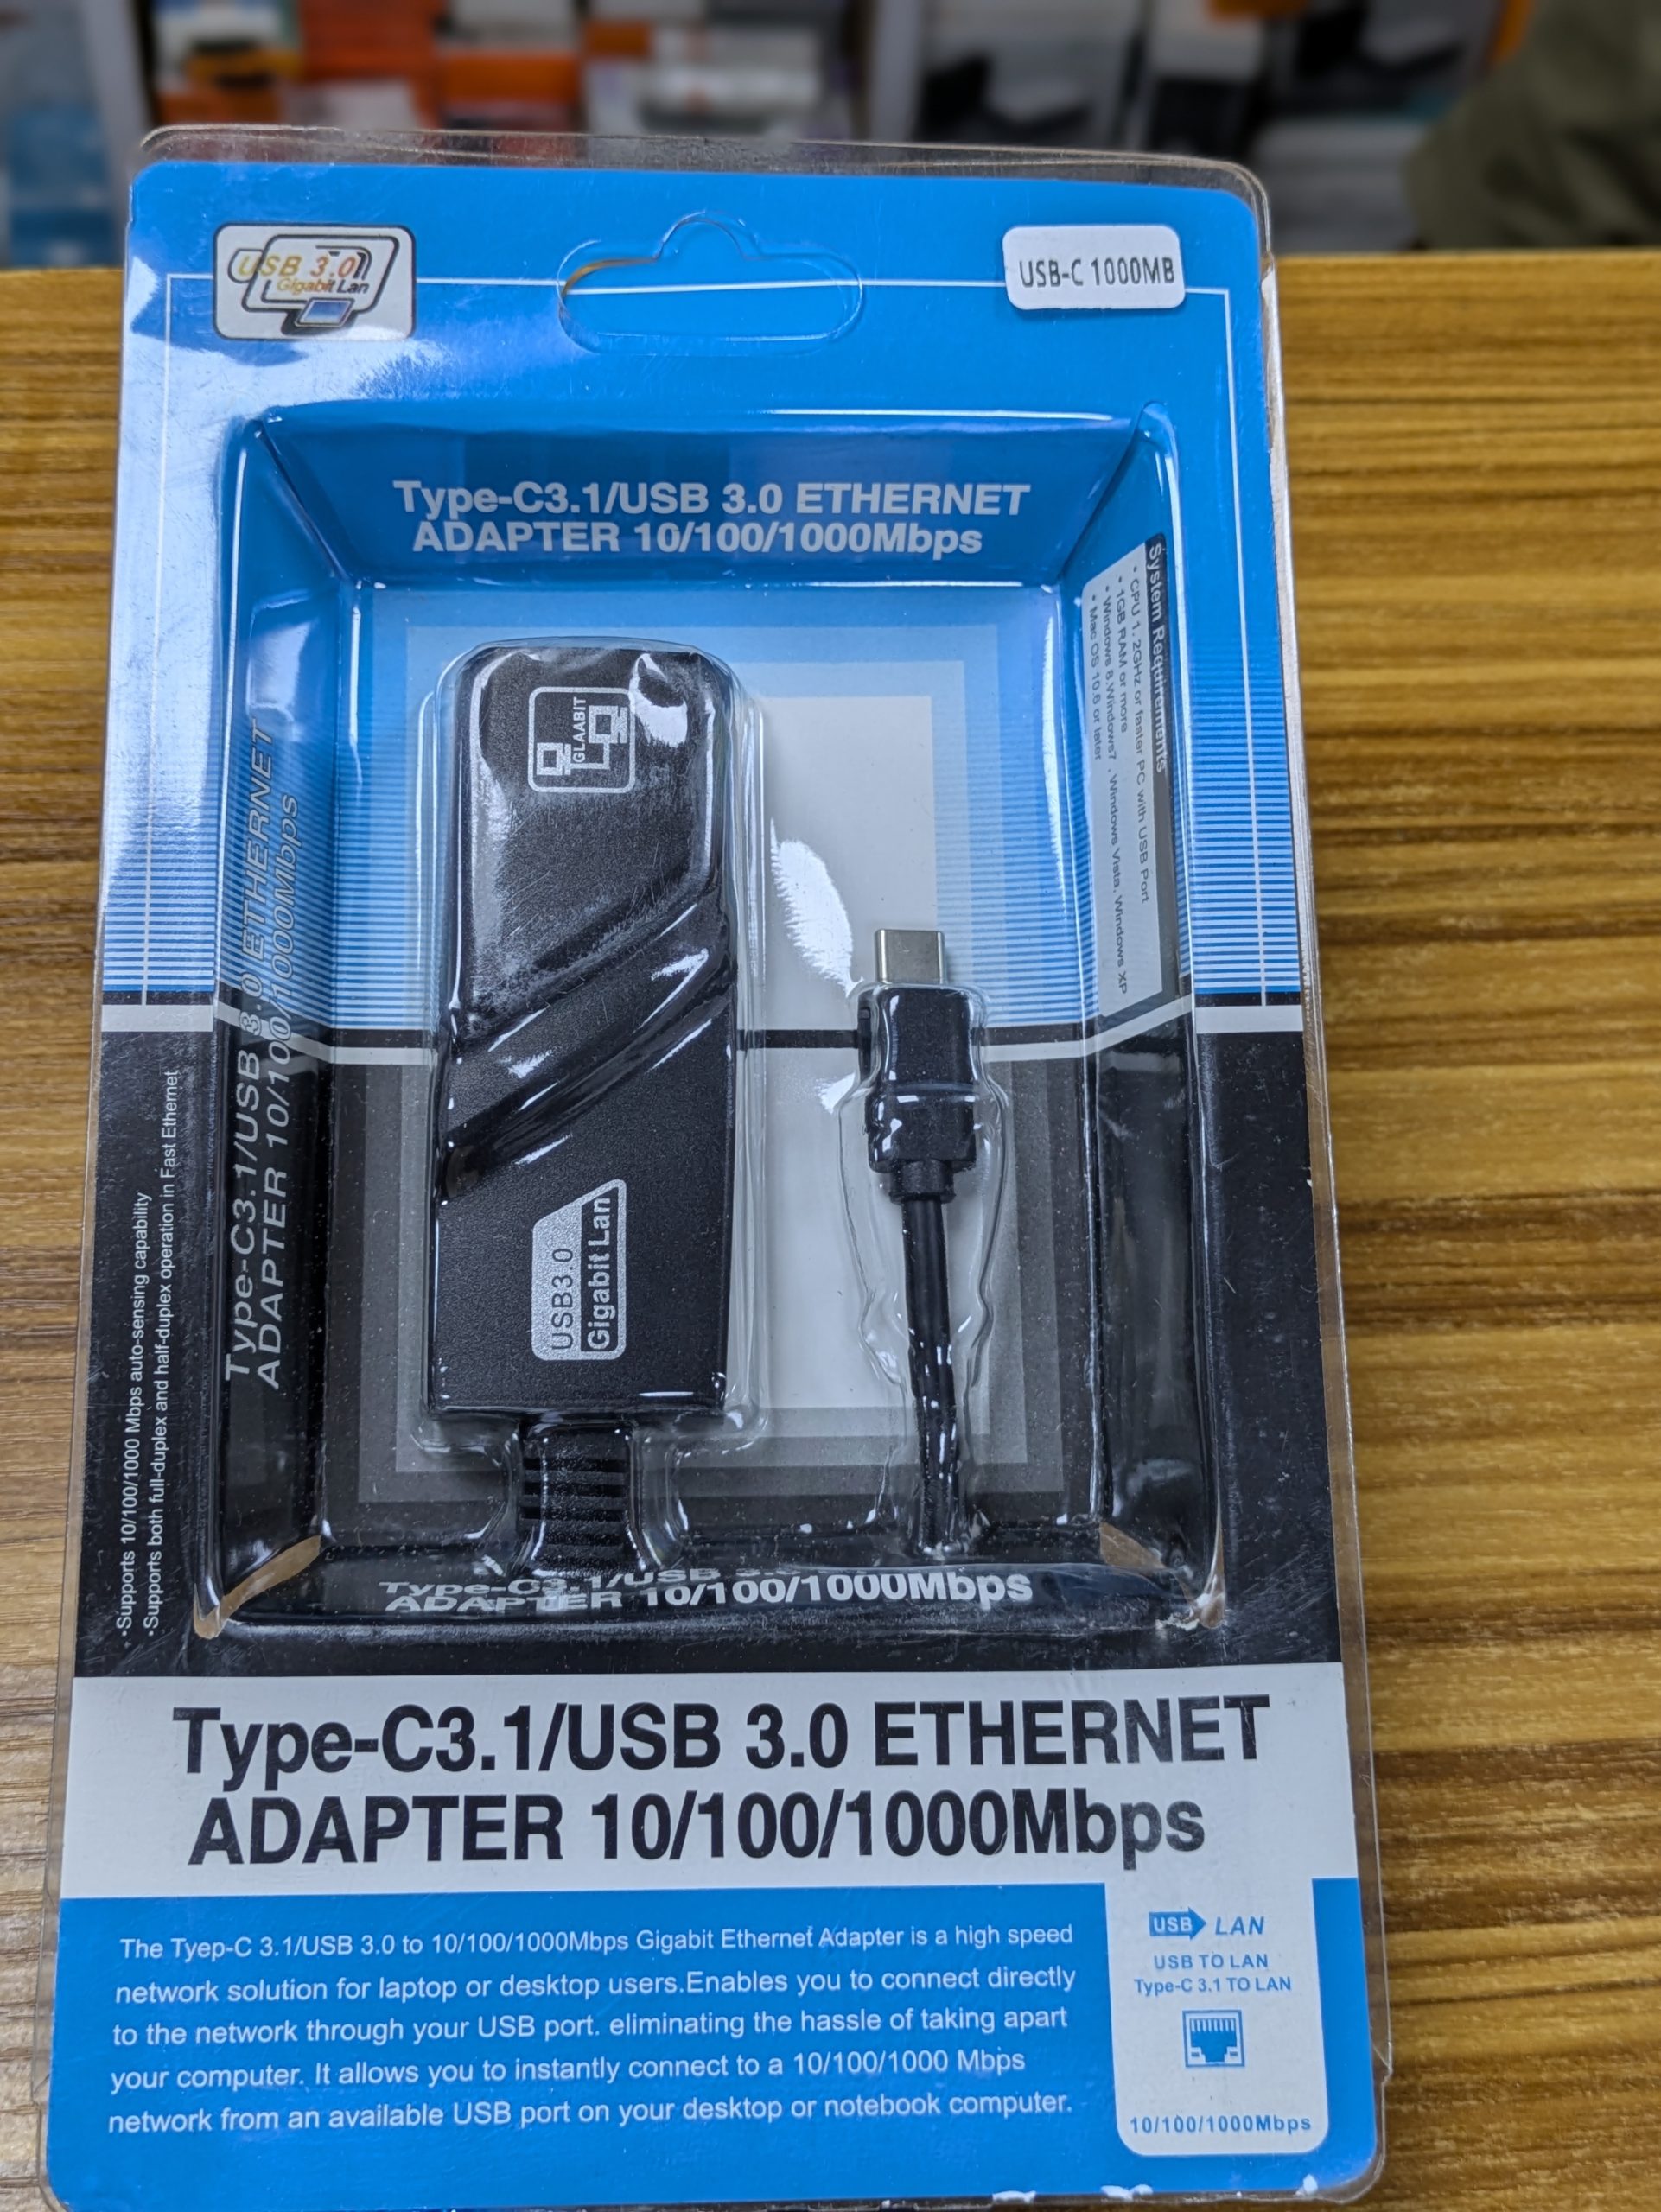 USB 3.0
Gigabit Lan
USB-C 1000MB
Type-C3.1/USB 3.0 ETHERNET
ADAPTER 10/100/1000Mbps
System Requirements
• CPU 1.2GHz or faster PC with USB Port
• 1GB RAM or more
• Windows 8,Windows7, Windows Vista, Windows XP
• Mac OS 10.6 or later
GLAABIT
USB3.0
Gigabit Lan
Type-C3.1/USB 3.0 ETHERNET
ADAPTER 10/100/1000Mbps
•Supports 10/100/1000 Mbps auto-sensing capability
•Supports both full-duplex and half-duplex operation in Fast Ethernet
Type-C3.1/USB 3.0
ADAPTER 10/100/1000Mbps
Type-C3.1/USB 3.0 ETHERNET
ADAPTER 10/100/1000Mbps
The Tyep-C 3.1/USB 3.0 to 10/100/1000Mbps Gigabit Ethernet Adapter is a high speed
network solution for laptop or desktop users.Enables you to connect directly
to the network through your USB port. eliminating the hassle of taking apart
your computer. It allows you to instantly connect to a 10/100/1000 Mbps
network from an available USB port on your desktop or notebook computer.
USB LAN
USB TO LAN
Type-C 3.1 TO LAN
10/100/1000Mbps